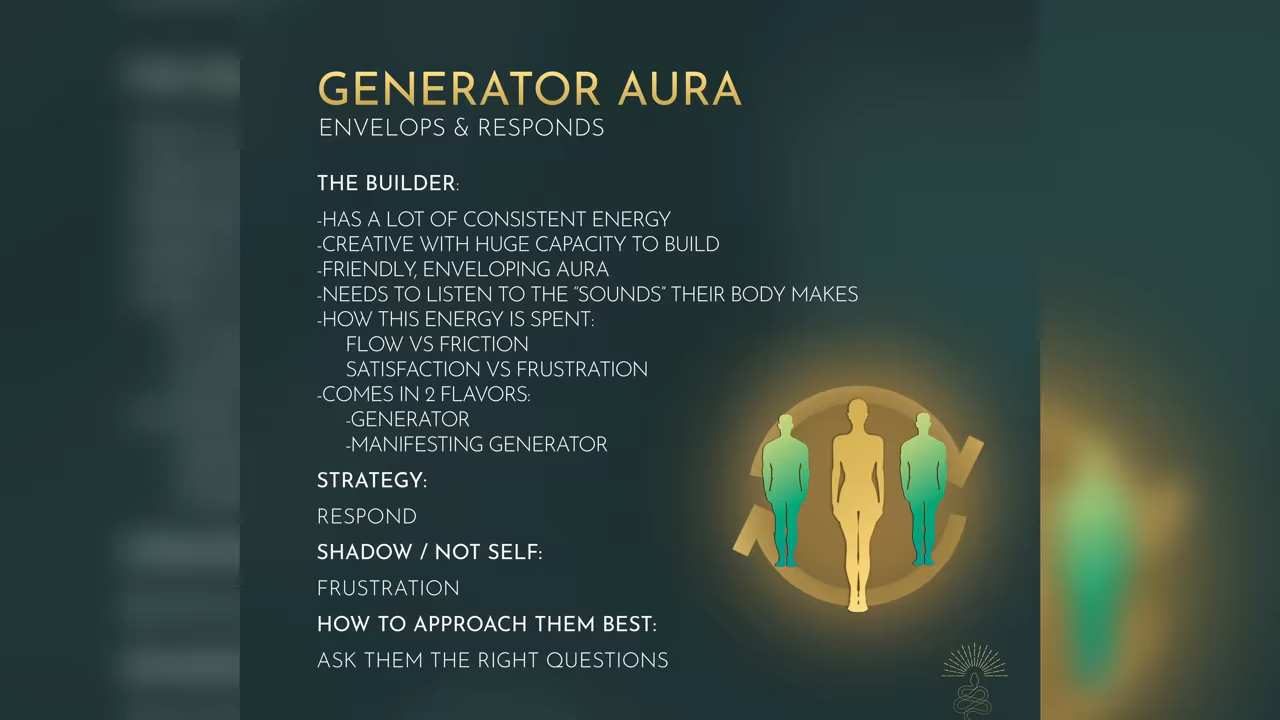 GENERATOR AURA
ENVELOPS & RESPONDS
THE BUILDER:
-HAS A LOT OF CONSISTENT ENERGY
-CREATIVE WITH HUGE CAPACITY TO BUILD
-FRIENDLY, ENVELOPING AURA
-NEEDS TO LISTEN TO THE "SOUNDS" THEIR BODY MAKES
-HOW THIS ENERGY IS SPENT:
FLOW VS FRICTION
SATISFACTION VS FRUSTRATION
-COMES IN 2 FLAVORS:
-GENERATOR
-MANIFESTING GENERATOR
STRATEGY:
RESPOND
SHADOW / NOT SELF:
FRUSTRATION
HOW TO APPROACH THEM BEST:
ASK THEM THE RIGHT QUESTIONS